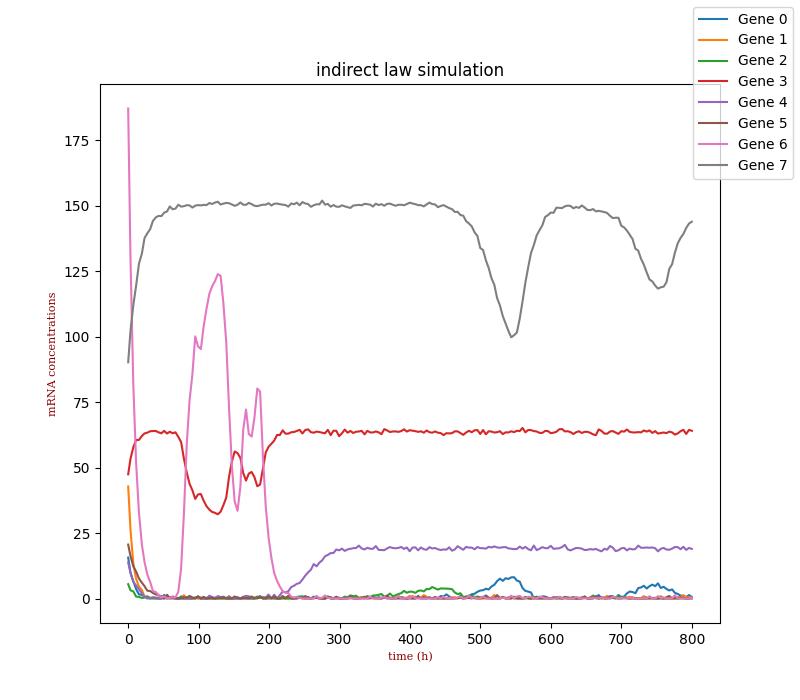 Gene 0
Gene 1
Gene 2
Gene 3
Gene 4
Gene 5
Gene 6
Gene 7
indirect law simulation
175
150
125
100
75
50
25
0
mRNA concentrations
0 100 200 300 400 500 600 700 800
time (h)